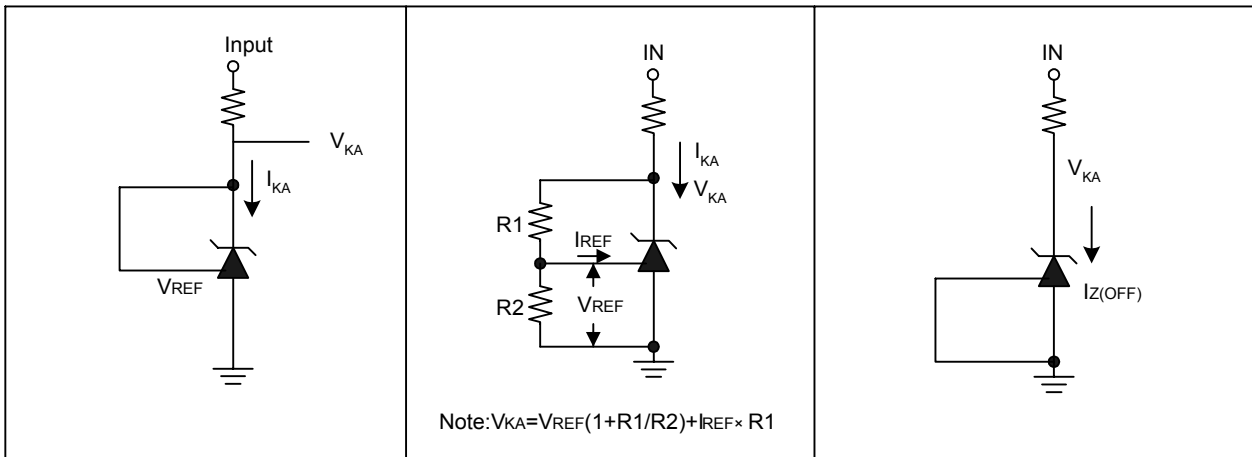 Input
VKA
IKA
VREF
IN
IKA
VKA
R1
IREF
R2
VREF
Note:VKA=VREF(1+R1/R2)+IREF× R1
IN
VKA
IZ(OFF)